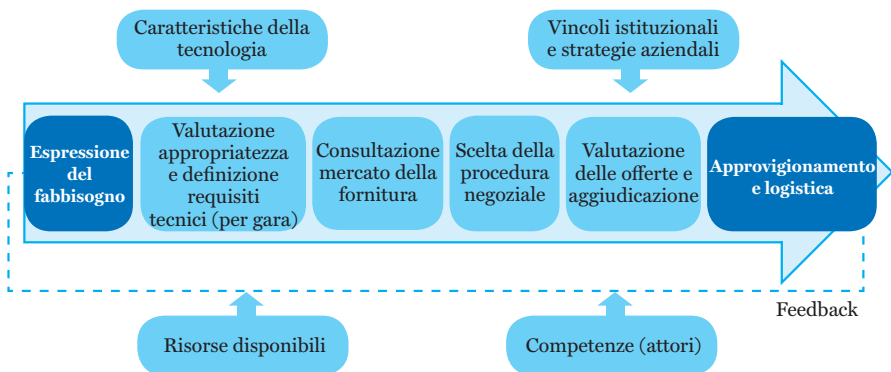 Caratteristiche della
tecnologia
Vincoli istituzionali
e strategie aziendali
Espressione
del
fabbisogno
Valutazione
appropriatezza
e definizione
requisiti
tecnici (per gara)
Consultazione
mercato della
fornitura
Scelta della
procedura
negoziale
Valutazione
delle offerte e
aggiudicazione
Approvigionamento
e logistica
Feedback
Risorse disponibili
Competenze (attori)